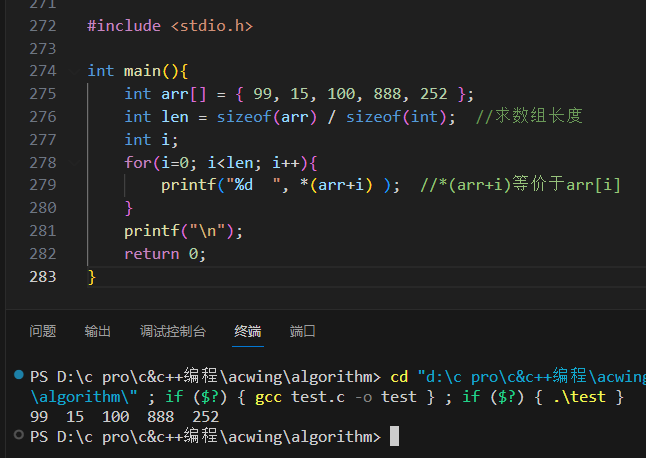 271
272 #include <stdio.h>
273
274 int main(){
275 int arr[] = { 99, 15, 100, 888, 252 };
276 int len = sizeof(arr) / sizeof(int);  //求数组长度
277 int i;
278 for(i=0; i<len; i++){
279 printf("%d  ", *(arr+i) );  //*(arr+i)等价于arr[i]
280 }
281 printf("\n");
282 return 0;
283 }
问题 输出 调试控制台 终端 端口
PS D:\c pro\c&c++编程\acwing\algorithm> cd "d:\c pro\c&c++编程\acwing
\algorithm\" ; if ($?) { gcc test.c -o test } ; if ($?) { .\test }
99  15  100  888  252
PS D:\c pro\c&c++编程\acwing\algorithm>